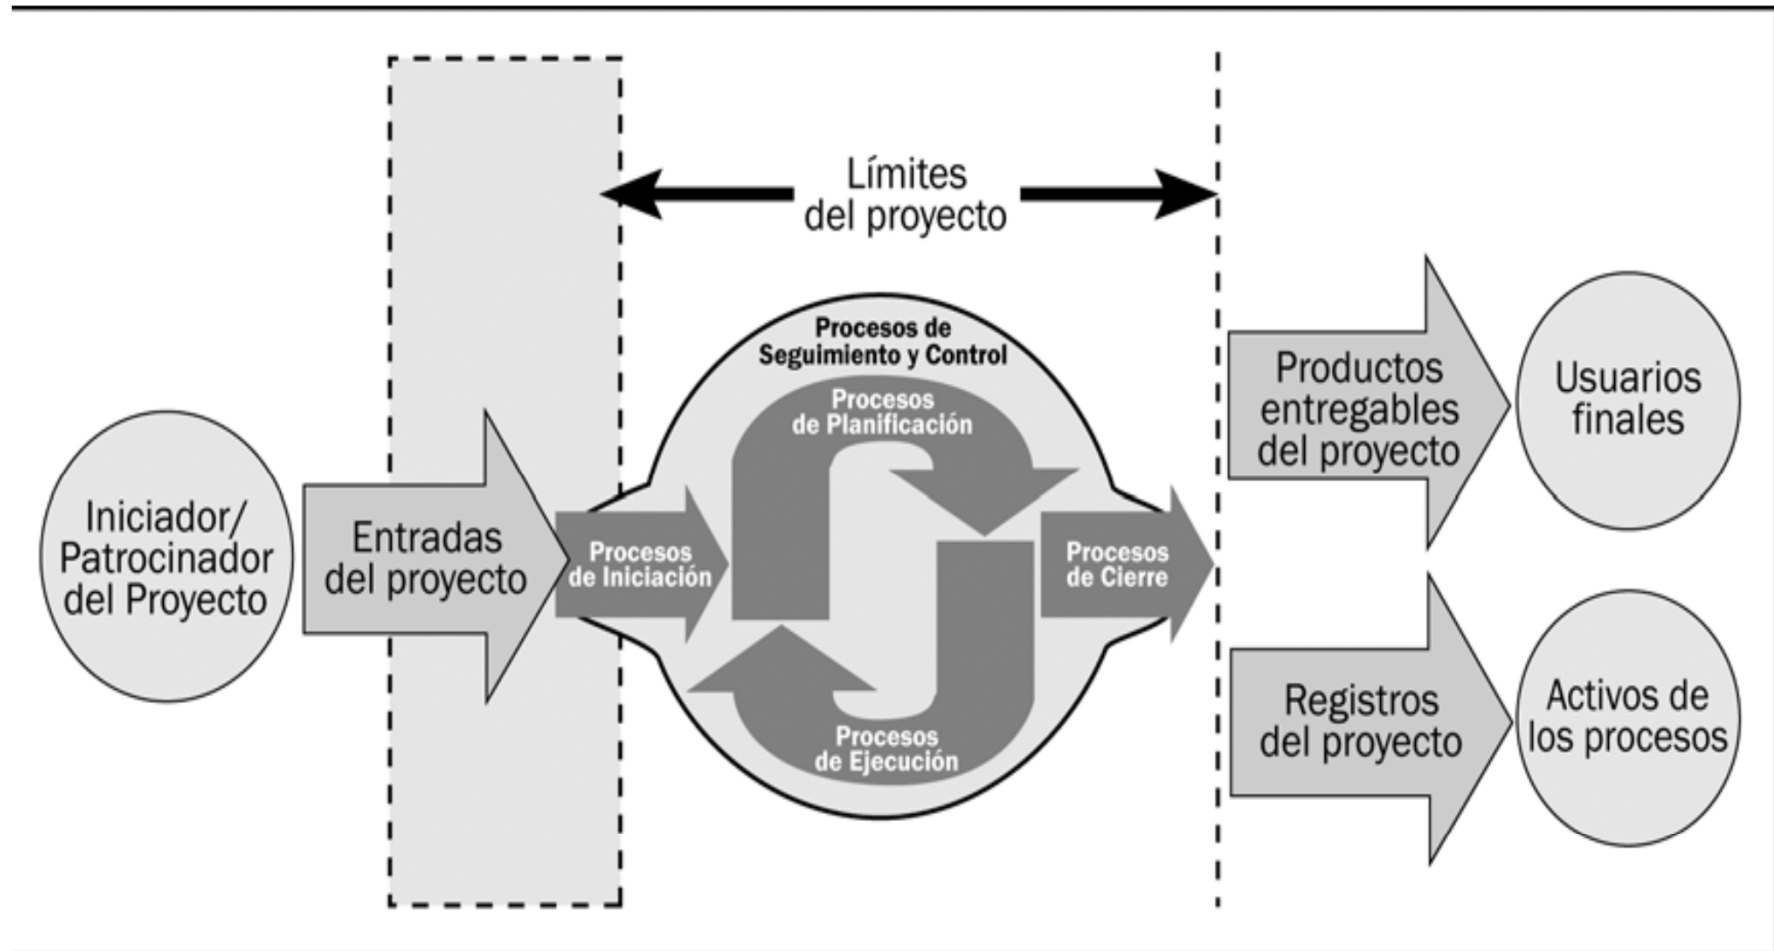 Límites
del proyecto
Iniciador/
Patrocinador
del Proyecto
Entradas
del proyecto
Procesos de
Seguimiento y Control
Procesos
de Planificación
Procesos
de Iniciación
Procesos
de Cierre
Procesos
de Ejecución
Productos
entregables
del proyecto
Usuarios
finales
Registros
del proyecto
Activos de
los procesos